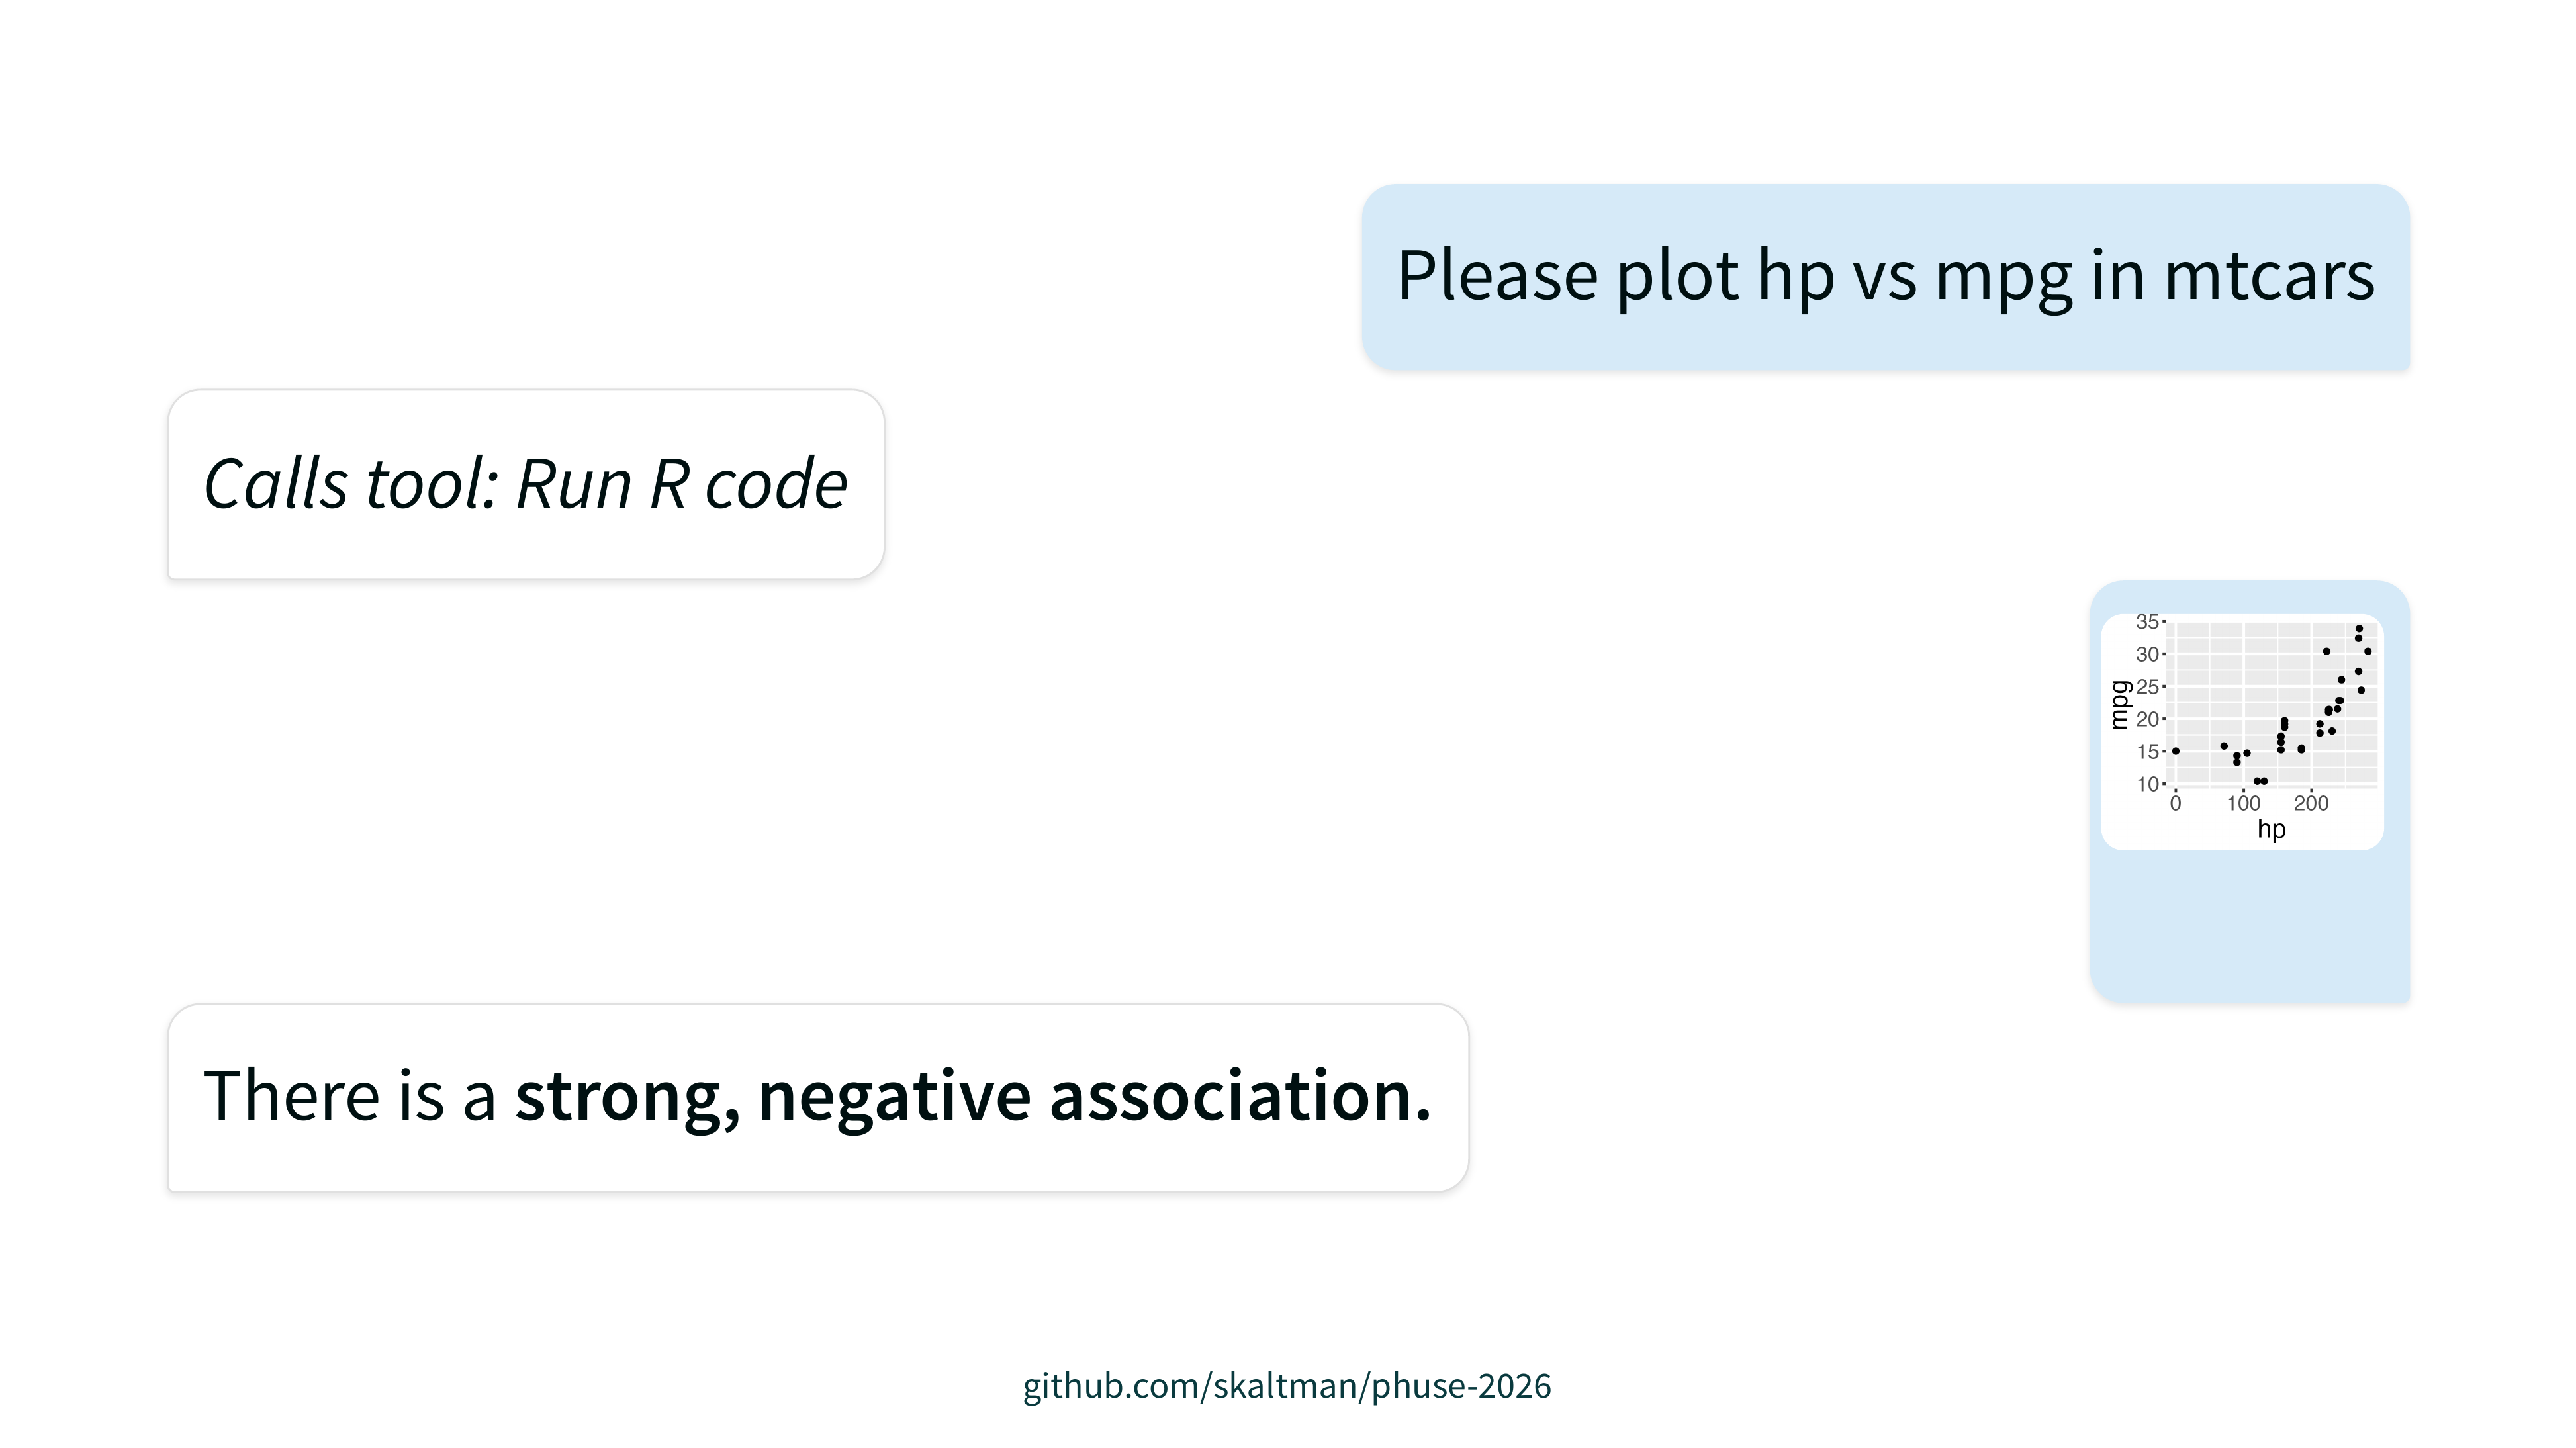 Please plot hp vs mpg in mtcars
Calls tool: Run R code
35
30
25
20
15
10
mpg
0 100 200
hp
There is a strong, negative association.
github.com/skaltman/phuse-2026